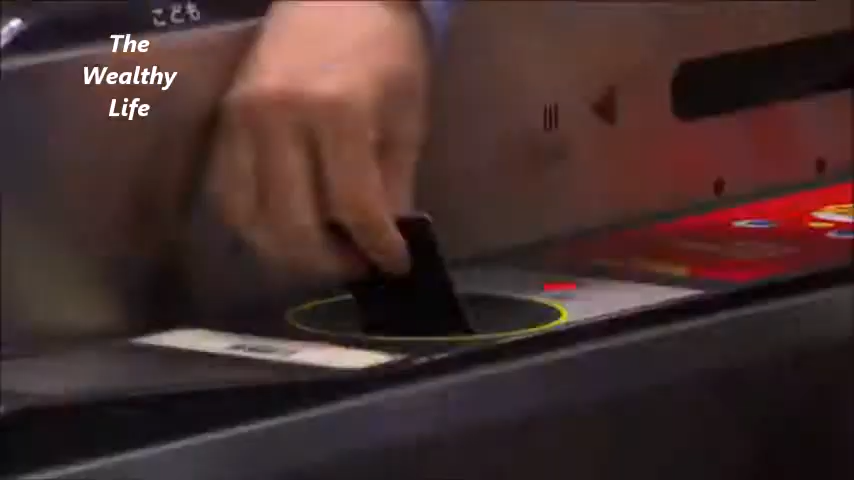 こども
The
Wealthy
Life